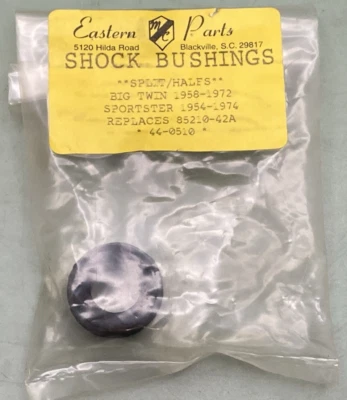 Eastern MC Parts
5120 Hilda Road Blackville, S.C. 29817
SHOCK BUSHINGS
**SPLIT/HALFS**
BIG TWIN 1958-1972
SPORTSTER 1954-1974
REPLACES 85210-42A
* 44-0510 *